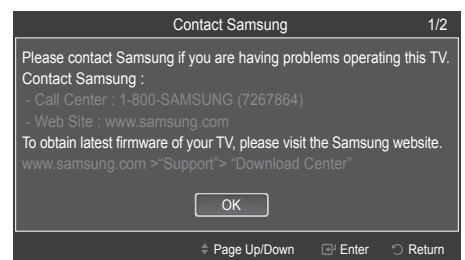 Contact Samsung 1/2
Please contact Samsung if you are having problems operating this TV.
Contact Samsung :
- Call Center : 1-800-SAMSUNG (7267864)
- Web Site : www.samsung.com
To obtain latest firmware of your TV, please visit the Samsung website.
www.samsung.com >“Support”> “Download Center”
OK
Page Up/Down Enter Return